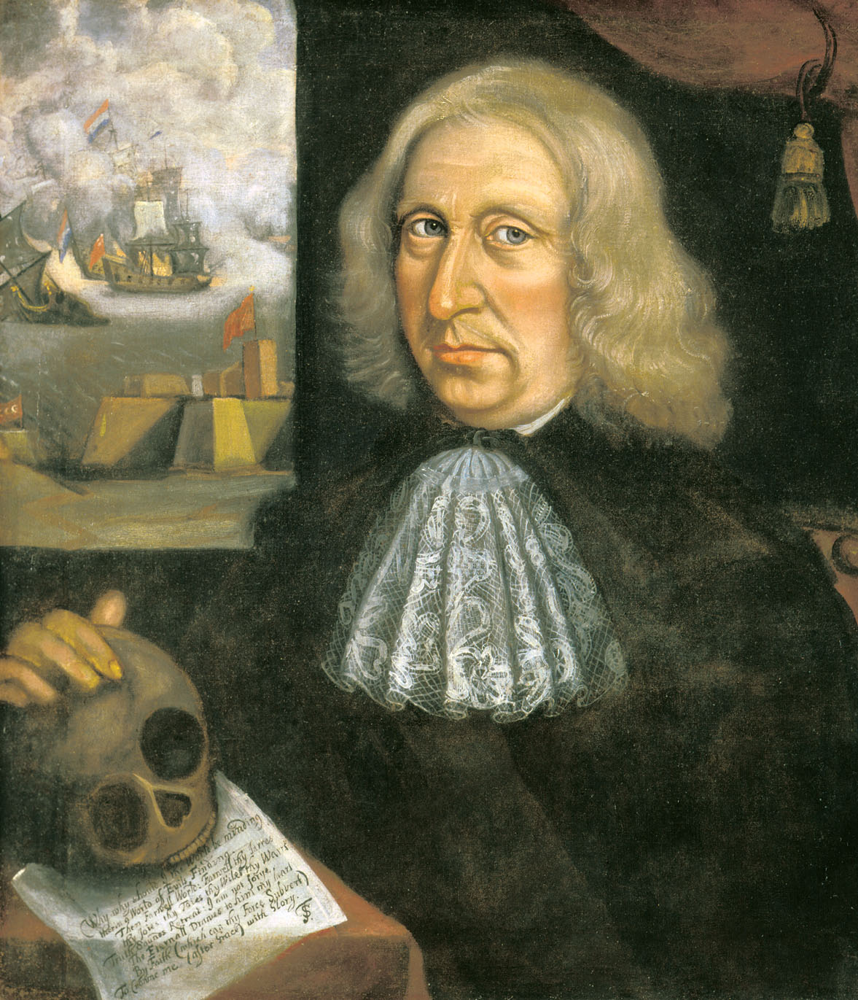 Why why should I the World be minding
therin a World of Evils Finding.
Then Farwell World: Farwell thy Jarres
thy Joies thy Toies thy Wiles thy Warrs
Truth Sounds Retreat: I am not sorye.
The Eternall Drawes to him my heart
By Faith (which can thy Force Subvert)
To Crowne me (after Grace) with Glory.
TS